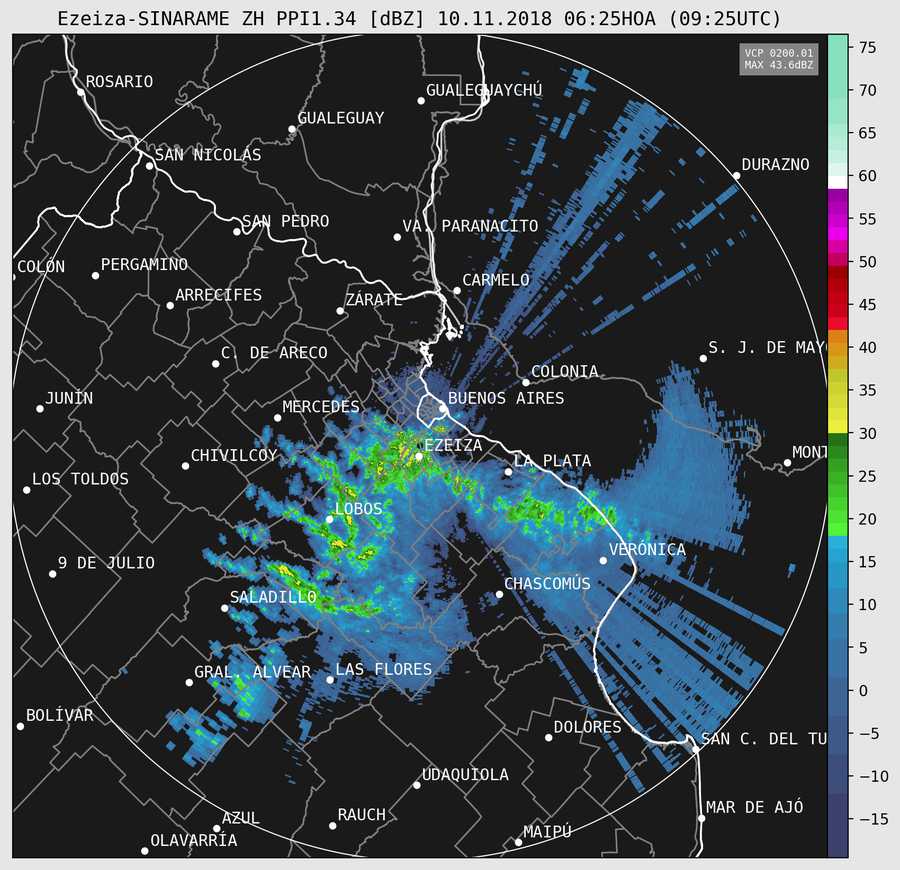 Ezeiza-SINARAME ZH PPI1.34 [dBZ] 10.11.2018 06:25HOA (09:25UTC)
VCP 0200.01
MAX 43.6dBZ
75
70
65
60
55
50
45
40
35
30
25
20
15
10
5
0
−5
−10
−15
ROSARIO
GUALEGUAYCHÚ
GUALEGUAY
SAN NICOLÁS
DURAZNO
SAN PEDRO
VA. PARANACITO
COLÓN
PERGAMINO
CARMELO
ARRECIFES
ZÁRATE
C. DE ARECO
S. J. DE MAY
COLONIA
JUNÍN
MERCEDES
BUENOS AIRES
EZEIZA
CHIVILCOY
LA PLATA
MONT
LOS TOLDOS
LOBOS
VERÓNICA
9 DE JULIO
CHASCOMÚS
SALADILLO
GRAL. ALVEAR
LAS FLORES
BOLÍVAR
DOLORES
SAN C. DEL TU
UDAQUIOLA
MAR DE AJÓ
AZUL
RAUCH
MAIPÚ
OLAVARRÍA